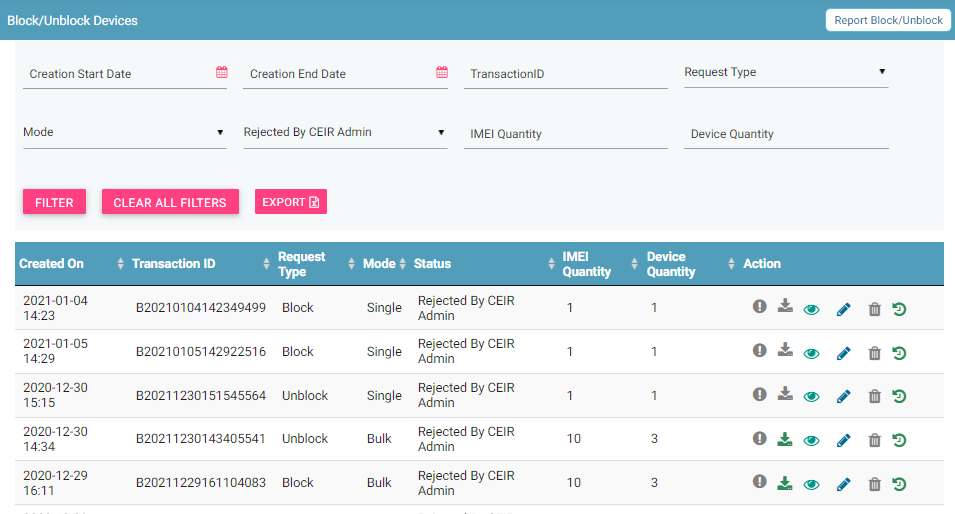 Block/Unblock Devices
Report Block/Unblock
Creation Start Date
Creation End Date
TransactionID
Request Type
Mode
Rejected By CEIR Admin
IMEI Quantity
Device Quantity
FILTER
CLEAR ALL FILTERS
EXPORT
Created On Transaction ID Request Type Mode Status IMEI Quantity Device Quantity Action
2021-01-04 14:23 B20210104142349499 Block Single Rejected By CEIR Admin 1 1
2021-01-05 14:29 B20210105142922516 Block Single Rejected By CEIR Admin 1 1
2020-12-30 15:15 B20211230151545564 Unblock Single Rejected By CEIR Admin 1 1
2020-12-30 14:34 B20211230143405541 Unblock Bulk Rejected By CEIR Admin 10 3
2020-12-29 16:11 B20211229161104083 Block Bulk Rejected By CEIR Admin 10 3